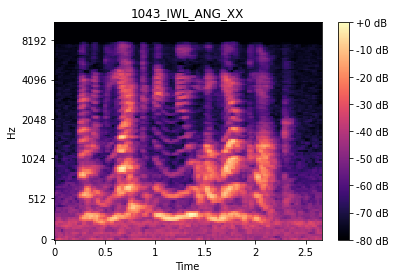 1043_IWL_ANG_XX
+0 dB
8192
-10 dB
4096
-20 dB
-30 dB
2048
Hz
-40 dB
1024
-50 dB
512
-60 dB
-70 dB
0
-80 dB
0 0.5 1 1.5 2 2.5
Time